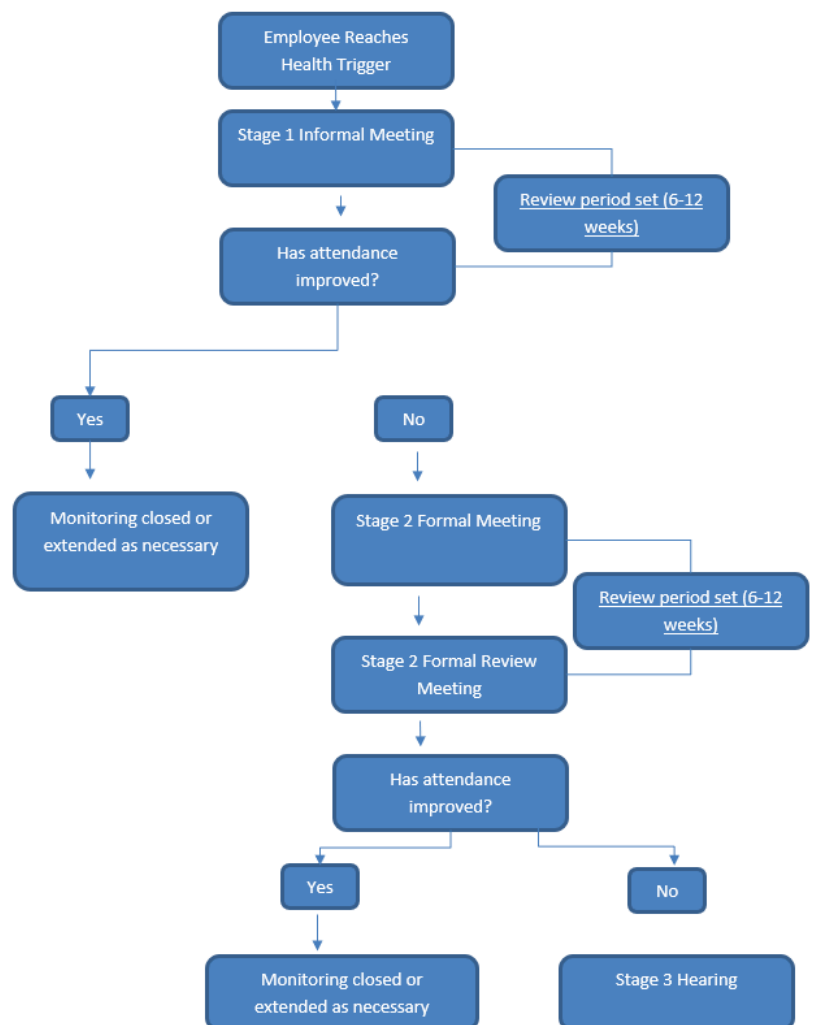 Employee Reaches
Health Trigger
Stage 1 Informal Meeting
Review period set (6-12
weeks)
Has attendance
improved?
Yes
No
Monitoring closed or
extended as necessary
Stage 2 Formal Meeting
Review period set (6-12
weeks)
Stage 2 Formal Review
Meeting
Has attendance
improved?
Yes
No
Monitoring closed or
extended as necessary
Stage 3 Hearing